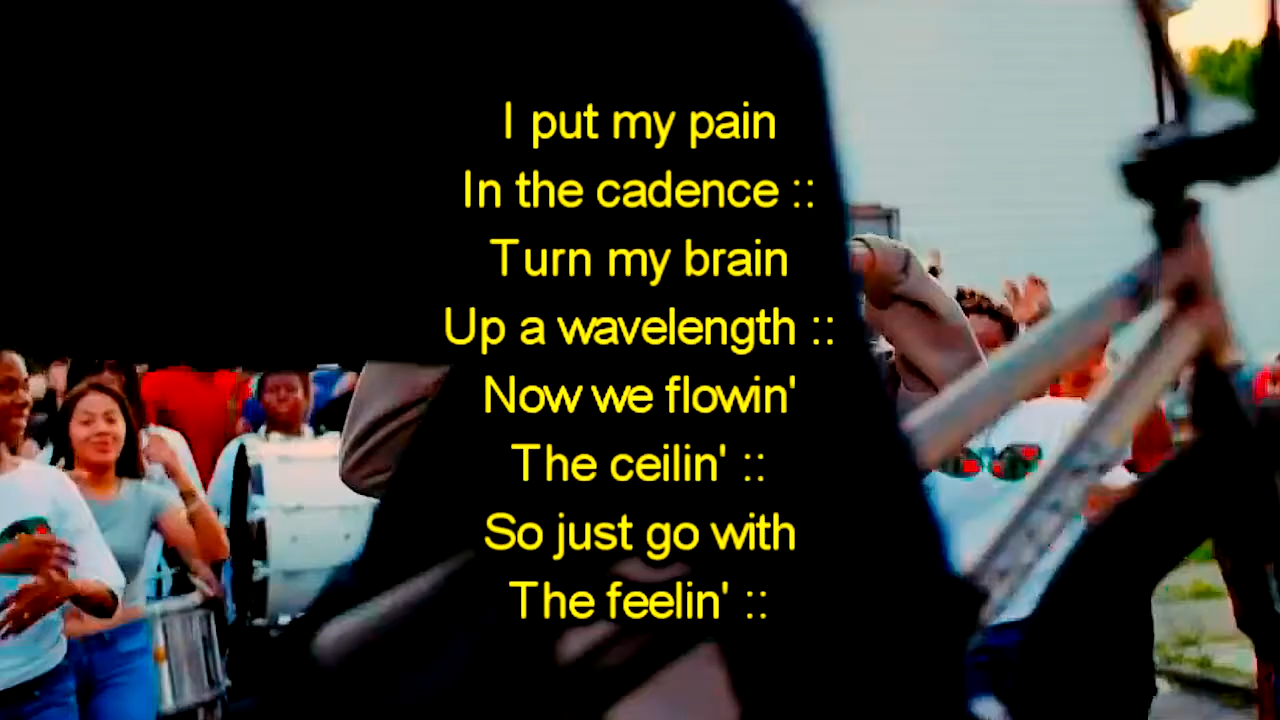 I put my pain
In the cadence ::
Turn my brain
Up a wavelength ::
Now we flowin'
The ceilin' ::
So just go with
The feelin' ::